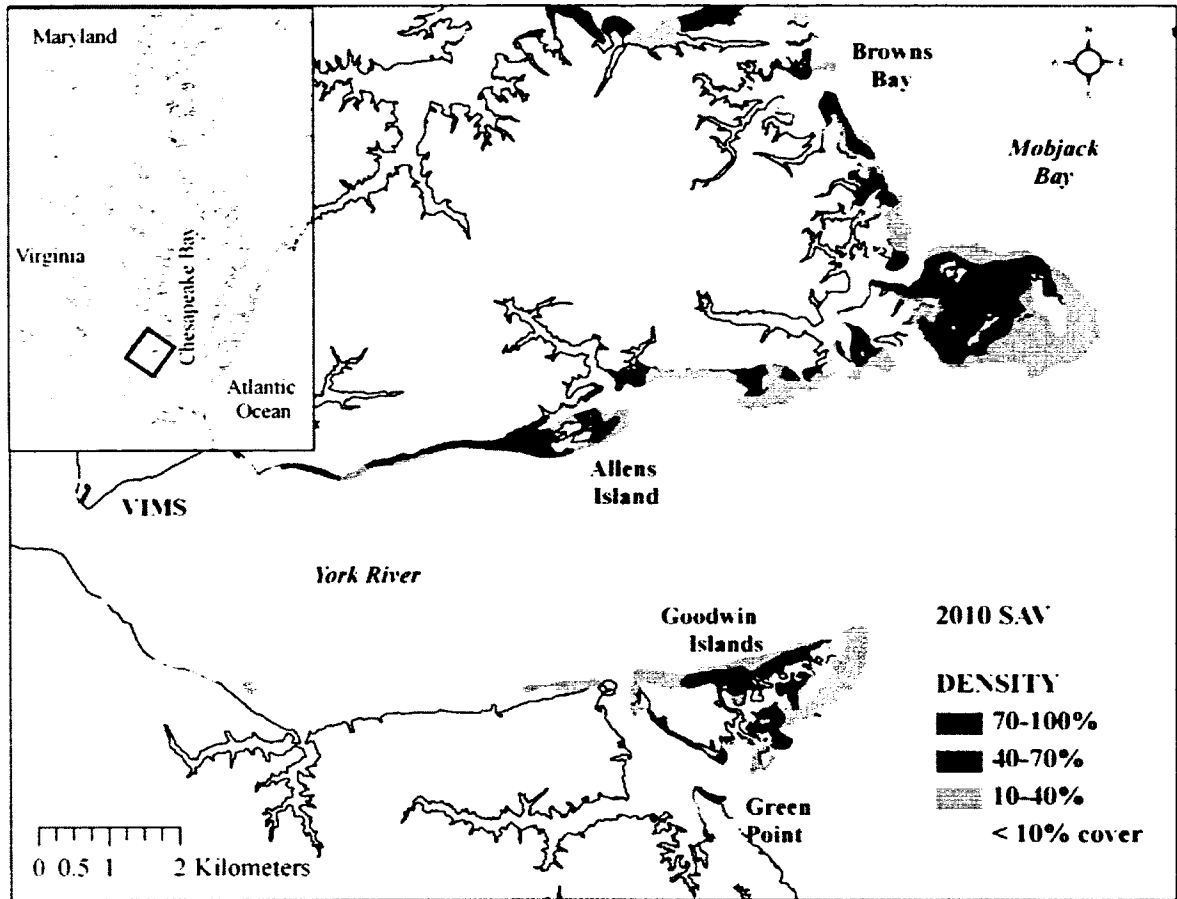 Maryland
Virginia
Chesapeake Bay
Atlantic
Ocean
Browns
Bay
Mobjack
Bay
Allens
Island
VIMS
York River
Goodwin
Islands
Green
Point
2010 SAV
DENSITY
70-100%
40-70%
10-40%
< 10% cover
0 0.5 1 2 Kilometers